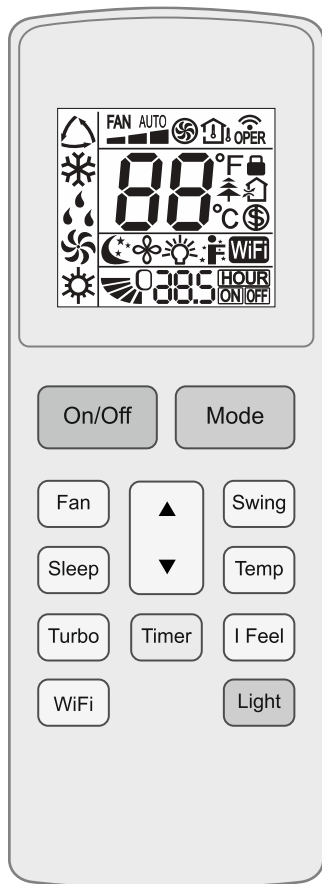 FAN AUTO
OPER
88 °F
°C $
WiFi
038.5 HOUR
ON OFF
On/Off Mode
Fan Swing
Sleep Temp
Turbo Timer I Feel
WiFi Light